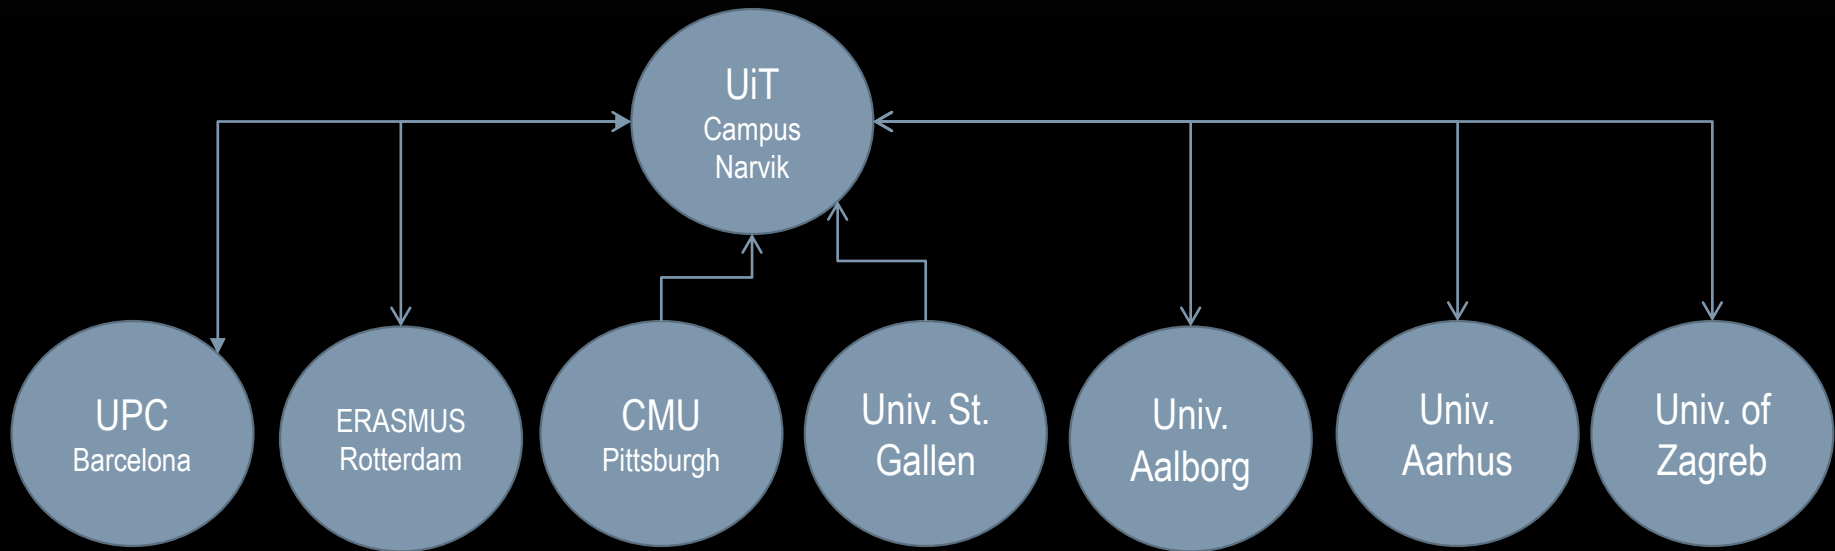 UiT
Campus
Narvik
UPC
Barcelona
ERASMUS
Rotterdam
CMU
Pittsburgh
Univ. St.
Gallen
Univ.
Aalborg
Univ.
Aarhus
Univ. of
Zagreb